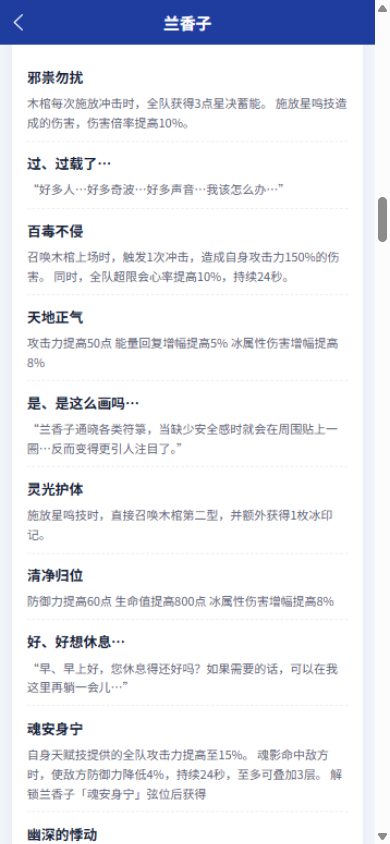 兰香子
邪祟勿扰
木棺每次施放冲击时，全队获得3点星决蓄能。 施放星鸣技造
成的伤害，伤害倍率提高10%。
过、过载了…
“好多人…好多奇波…好多声音…我该怎么办…”
百毒不侵
召唤木棺上场时，触发1次冲击，造成自身攻击力150%的伤
害。 同时，全队超限会心率提高10%，持续24秒。
天地正气
攻击力提高50点 能量回复增幅提高5% 冰属性伤害增幅提高
8%
是、是这么画吗…
“兰香子通晓各类符箓，当缺少安全感时就会在周围贴上一
圈…反而变得更引人注目了。”
灵光护体
施放星鸣技时，直接召唤木棺第二型，并额外获得1枚冰印
记。
清净归位
防御力提高60点 生命值提高800点 冰属性伤害增幅提高8%
好、好想休息…
“早、早上好，您休息得还好吗？如果需要的话，可以在我
这里再躺一会儿…”
魂安身宁
自身天赋技提供的全队攻击力提高至15%。 魂影命中敌方
时，使敌方防御力降低4%，持续24秒，至多可叠加3层。 解
锁兰香子「魂安身宁」弦位后获得
幽深的悸动